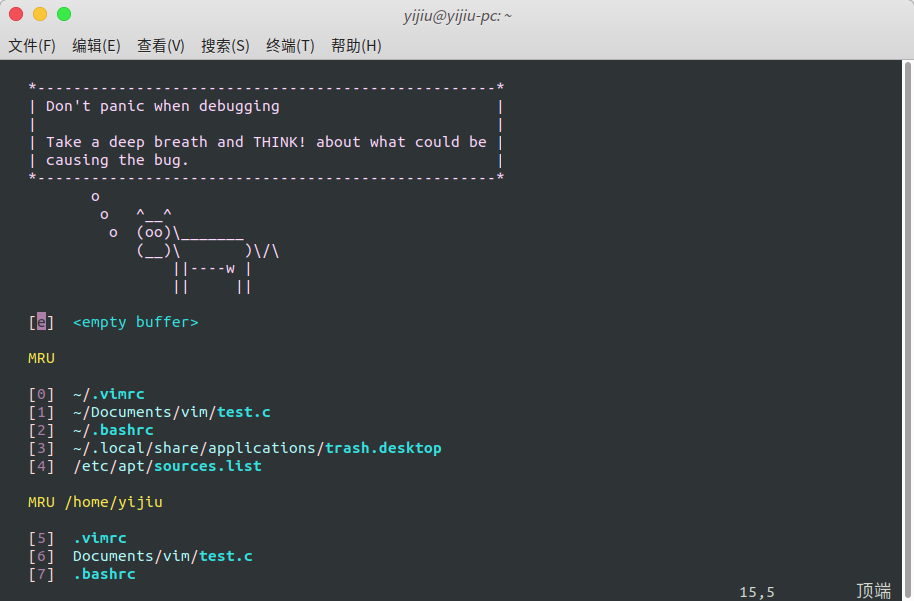 yijiu@yijiu-pc: ~
文件(F) 编辑(E) 查看(V) 搜索(S) 终端(T) 帮助(H)
*---------------------------------------------------*
| Don't panic when debugging                        |
|                                                   |
| Take a deep breath and THINK! about what could be |
| causing the bug.                                  |
*---------------------------------------------------*
       o
        o   ^__^
         o  (oo)\_______
            (__)\       )\/\
                ||----w |
                ||     ||
[e]  <empty buffer>
MRU
[0]  ~/.vimrc
[1]  ~/Documents/vim/test.c
[2]  ~/.bashrc
[3]  ~/.local/share/applications/trash.desktop
[4]  /etc/apt/sources.list
MRU /home/yijiu
[5]  .vimrc
[6]  Documents/vim/test.c
[7]  .bashrc
15,5 顶端